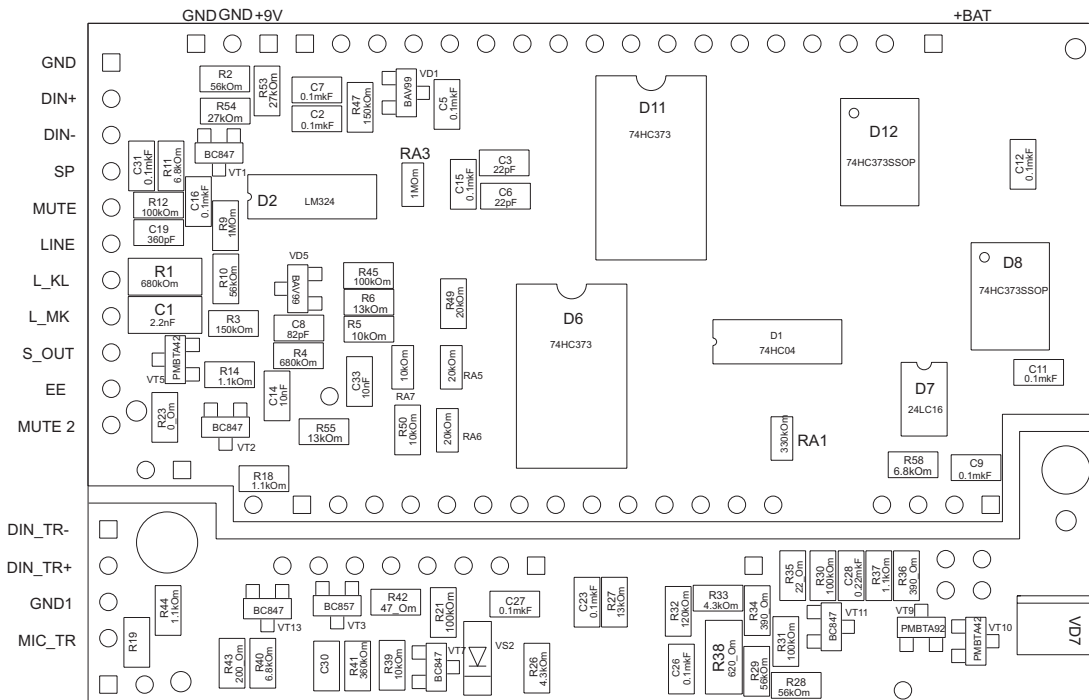 GND GND +9V +BAT
GND
DIN+
DIN-
SP
MUTE
LINE
L_KL
L_MK
S_OUT
EE
MUTE 2
R2
56kOm
R54
27kOm
R53
27kOm
C7
0.1mkF
C2
0.1mkF
R47
150kOm
VD1
BAV99
C5
0.1mkF
D11
74HC373
D12
74HC373SSOP
C12
0.1mkF
C31
0.1mkF
R11
6.8kOm
BC847
VT1
R12
100kOm
C16
0.1mkF
C19
360pF
R9
1MOm
D2
LM324
RA3
1MOm
C15
0.1mkF
C3
22pF
C6
22pF
R1
680kOm
R10
56kOm
VD5
BAV99
R45
100kOm
R6
13kOm
R5
10kOm
R49
20kOm
D8
74HC373SSOP
C1
2.2nF
R3
150kOm
C8
82pF
R4
680kOm
D6
74HC373
D1
74HC04
PMBTA42
VT5
R14
1.1kOm
C14
10nF
C33
10nF
10kOm
RA7
20kOm
RA5
D7
24LC16
C11
0.1mkF
R23
0_Om
BC847
VT2
R55
13kOm
R50
10kOm
20kOm
RA6
330kOm
RA1
R58
6.8kOm
C9
0.1mkF
R18
1.1kOm
DIN_TR-
DIN_TR+
GND1
MIC_TR
R44
1.1kOm
R19
BC847
VT13
BC857
VT3
R42
47_Om
R21
100kOm
C27
0.1mkF
C23
0.1mkF
R27
13kOm
R43
200_Om
R40
6.8kOm
C30
R41
360kOm
R39
10kOm
VT7
BC847
VS2
R26
4.3kOm
R32
120kOm
R33
4.3kOm
R34
390_Om
R35
22_Om
R30
100kOm
C28
0.22mkF
R37
1.1kOm
R36
390_Om
C26
0.1mkF
R38
620_Om
R29
56kOm
R31
100kOm
R28
56kOm
BC847
VT11
VT9
PMBTA92
PMBTA42
VT10
VD7